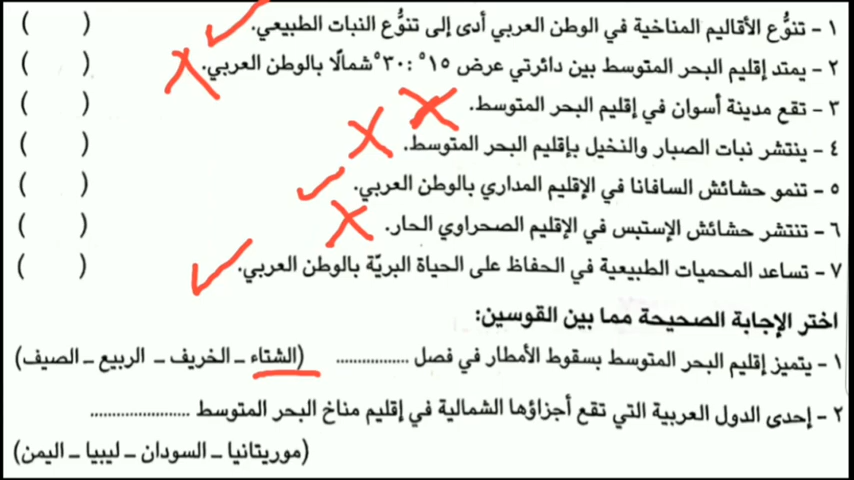 ١ - تنوُّع الأقاليم المناخية في الوطن العربي أدى إلى تنوُّع النبات الطبيعي. ( )
٢ - يمتد إقليم البحر المتوسط بين دائرتي عرض ١٥° : ٣٠° شمالًا بالوطن العربي. ( )
٣ - تقع مدينة أسوان في إقليم البحر المتوسط. ( )
٤ - ينتشر نبات الصبار والنخيل بإقليم البحر المتوسط. ( )
٥ - تنمو حشائش السافانا في الإقليم المداري بالوطن العربي. ( )
٦ - تنتشر حشائش الإستبس في الإقليم الصحراوي الحار. ( )
٧ - تساعد المحميات الطبيعية في الحفاظ على الحياة البريّة بالوطن العربي. ( )
اختر الإجابة الصحيحة مما بين القوسين:
١ - يتميز إقليم البحر المتوسط بسقوط الأمطار في فصل ................ (الشتاء - الخريف - الربيع - الصيف)
٢ - إحدى الدول العربية التي تقع أجزاؤها الشمالية في إقليم مناخ البحر المتوسط ......................
(موريتانيا - السودان - ليبيا - اليمن)